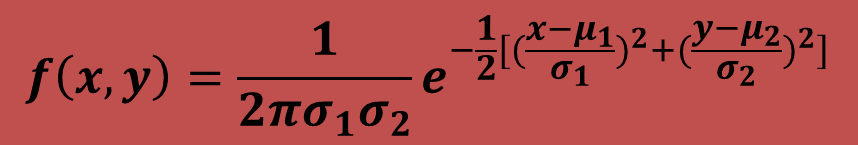 f(x, y) = 1/(2πσ₁σ₂) e^(−1/2[((x−μ₁)/σ₁)²+((y−μ₂)/σ₂)²])